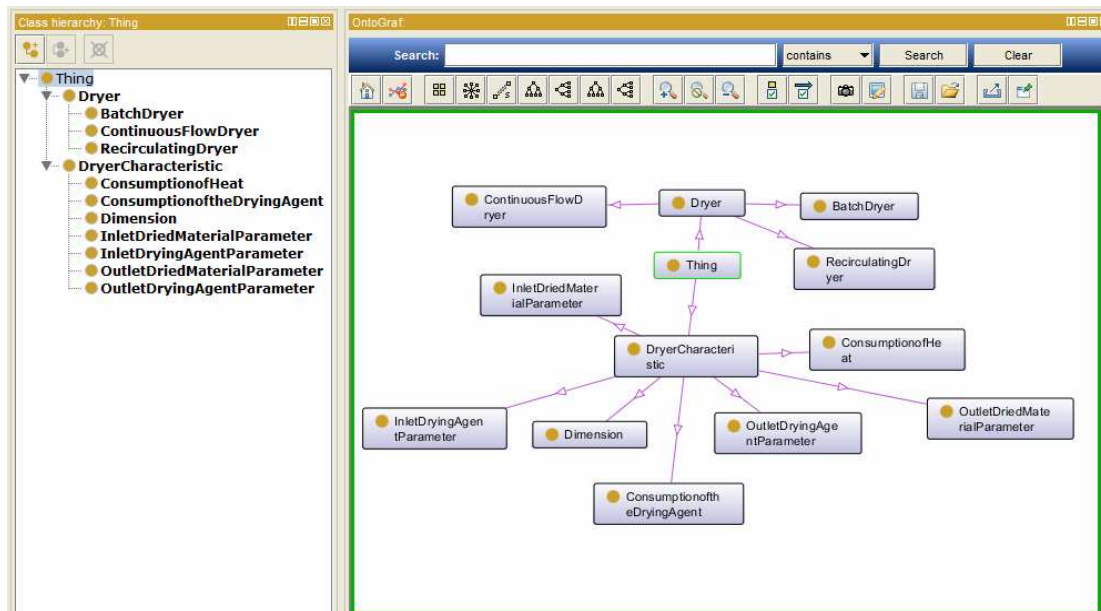 Class hierarchy: Thing
Thing
Dryer
BatchDryer
ContinuousFlowDryer
RecirculatingDryer
DryerCharacteristic
ConsumptionofHeat
ConsumptionoftheDryingAgent
Dimension
InletDriedMaterialParameter
InletDryingAgentParameter
OutletDriedMaterialParameter
OutletDryingAgentParameter
OntoGraf:
Search:
contains
Search
Clear
ContinuousFlowD
ryer
Dryer
BatchDryer
Thing
RecirculatingDr
yer
InletDriedMater
ialParameter
DryerCharacteri
stic
ConsumptionofHe
at
InletDryingAgen
tParameter
Dimension
OutletDryingAge
ntParameter
OutletDriedMate
rialParameter
Consumptionofth
eDryingAgent